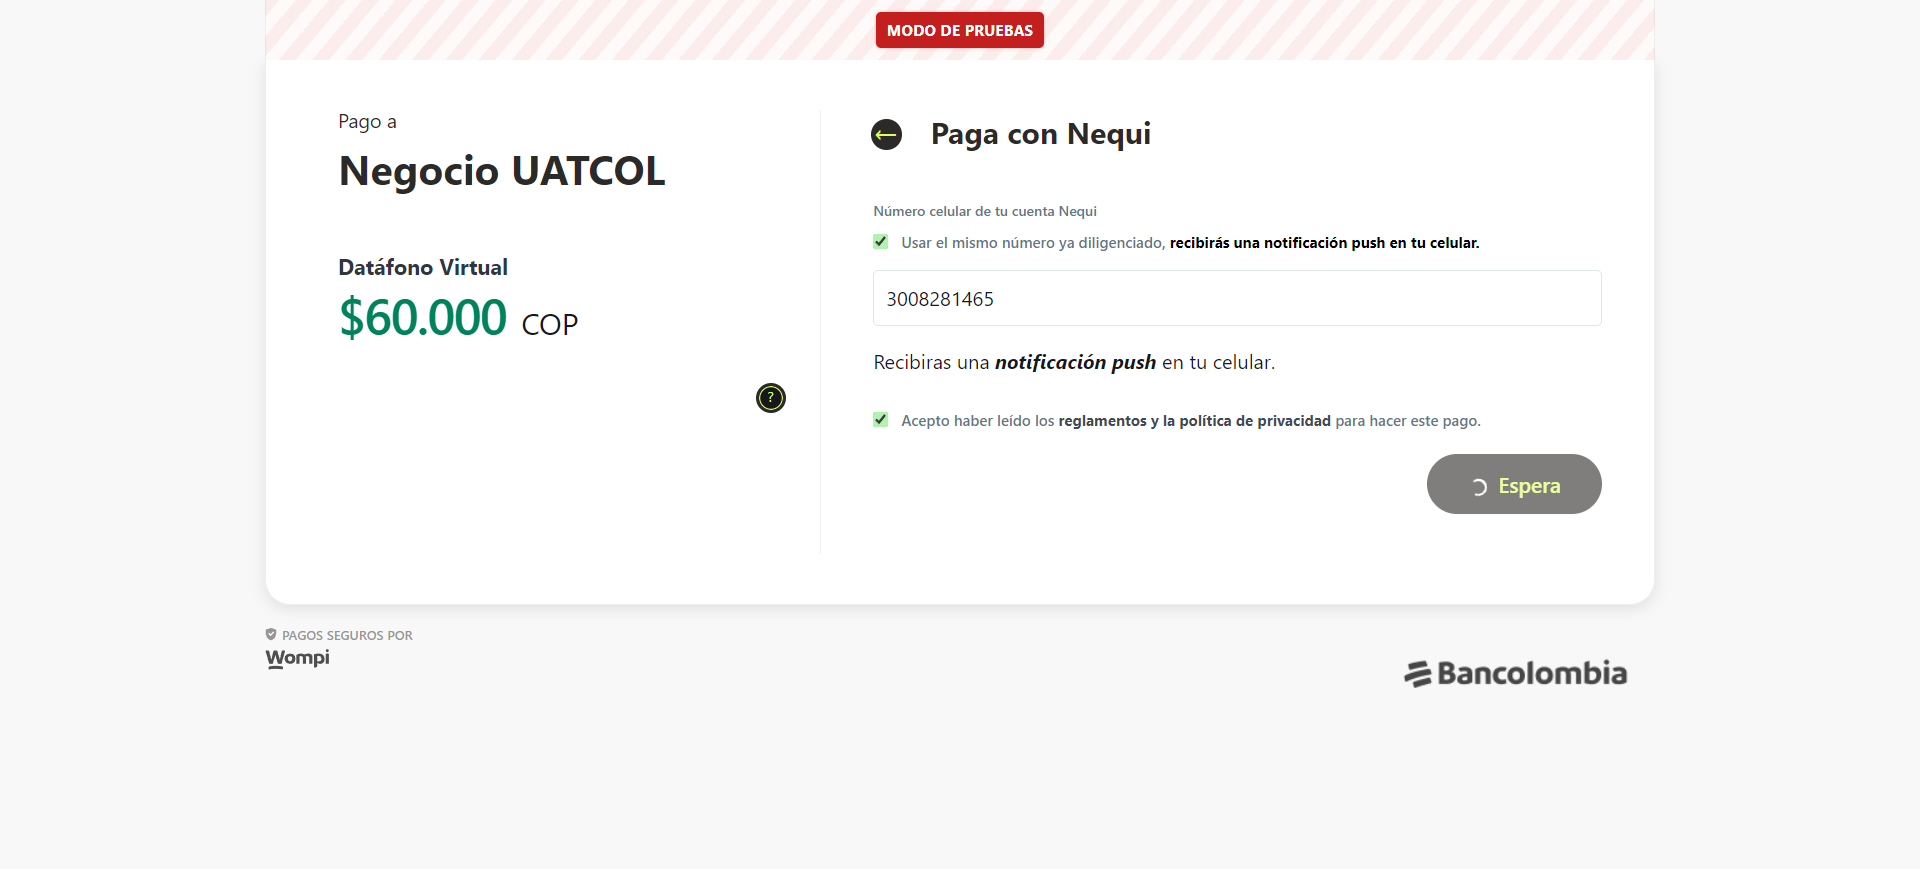 MODO DE PRUEBAS
Pago a
Negocio UATCOL
Datáfono Virtual
$60.000 COP
?
Paga con Nequi
Número celular de tu cuenta Nequi
Usar el mismo número ya diligenciado, recibirás una notificación push en tu celular.
3008281465
Recibiras una notificación push en tu celular.
Acepto haber leído los reglamentos y la política de privacidad para hacer este pago.
Espera
PAGOS SEGUROS POR
Wompi
Bancolombia